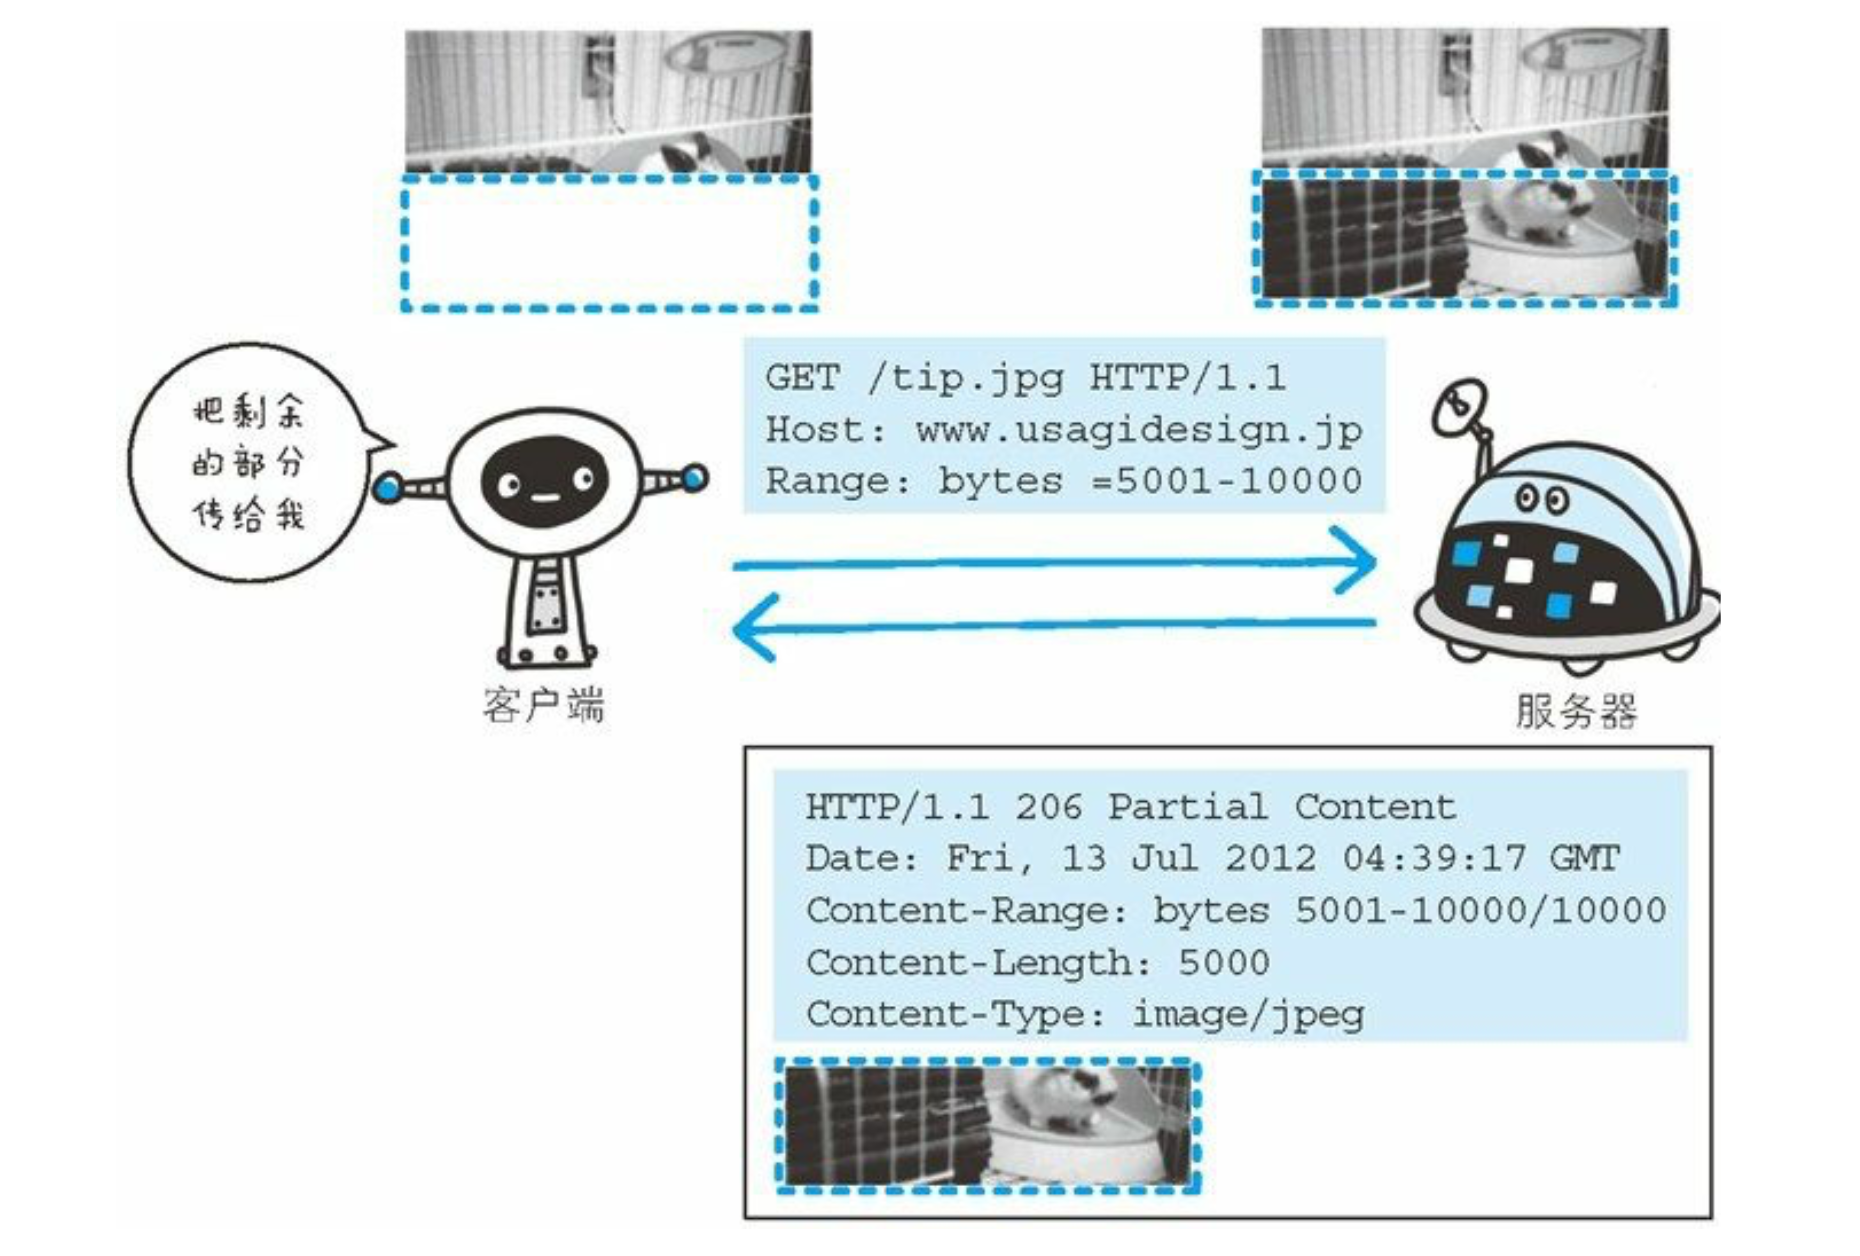 把剩余
的部分
传给我
GET /tip.jpg HTTP/1.1
Host: www.usagidesign.jp
Range: bytes =5001-10000
客户端
服务器
HTTP/1.1 206 Partial Content
Date: Fri, 13 Jul 2012 04:39:17 GMT
Content-Range: bytes 5001-10000/10000
Content-Length: 5000
Content-Type: image/jpeg